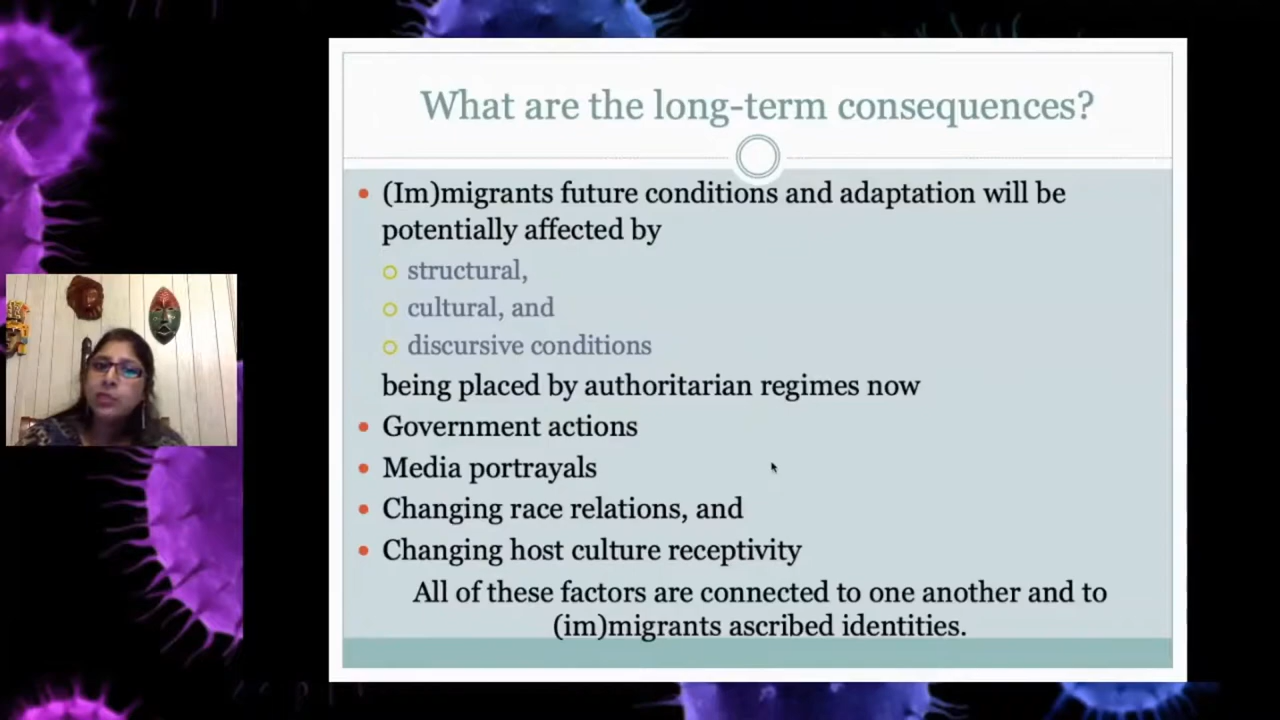 What are the long-term consequences?
(Im)migrants future conditions and adaptation will be
potentially affected by
structural,
cultural, and
discursive conditions
being placed by authoritarian regimes now
Government actions
Media portrayals
Changing race relations, and
Changing host culture receptivity
All of these factors are connected to one another and to
(im)migrants ascribed identities.